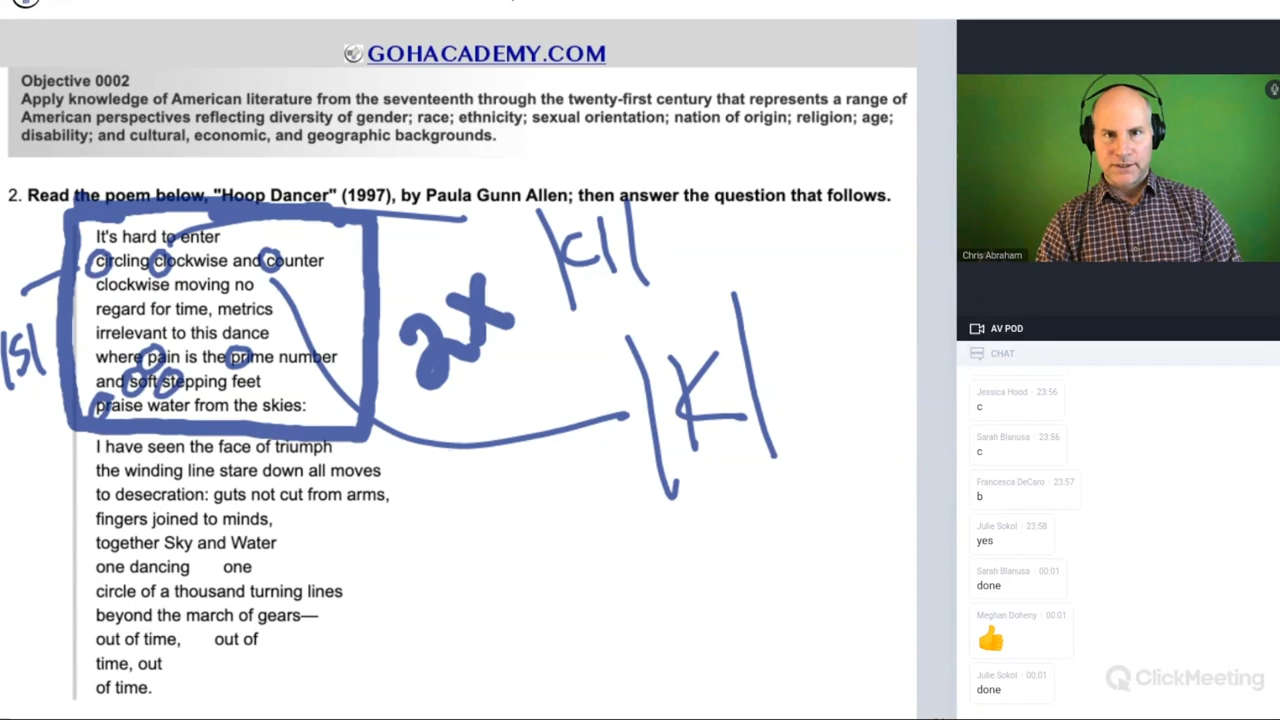 GOHACADEMY.COM
Objective 0002
Apply knowledge of American literature from the seventeenth through the twenty-first century that represents a range of
American perspectives reflecting diversity of gender; race; ethnicity; sexual orientation; nation of origin; religion; age;
disability; and cultural, economic, and geographic backgrounds.
2. Read the poem below, "Hoop Dancer" (1997), by Paula Gunn Allen; then answer the question that follows.
It's hard to enter
circling clockwise and counter
clockwise moving no
regard for time, metrics
irrelevant to this dance
where pain is the prime number
and soft stepping feet
praise water from the skies:
I have seen the face of triumph
the winding line stare down all moves
to desecration: guts not cut from arms,
fingers joined to minds,
together Sky and Water
one dancing one
circle of a thousand turning lines
beyond the march of gears—
out of time, out of
time, out
of time.
/s/
2x
/kl/
/K/
Chris Abraham
AV POD
CHAT
Jessica Hood 23:56
c
Sarah Blanusa 23:56
c
Francesca DeCaro 23:57
b
Julie Sokol 23:58
yes
Sarah Blanusa 00:01
done
Meghan Doheny 00:01
Julie Sokol 00:01
done
ClickMeeting